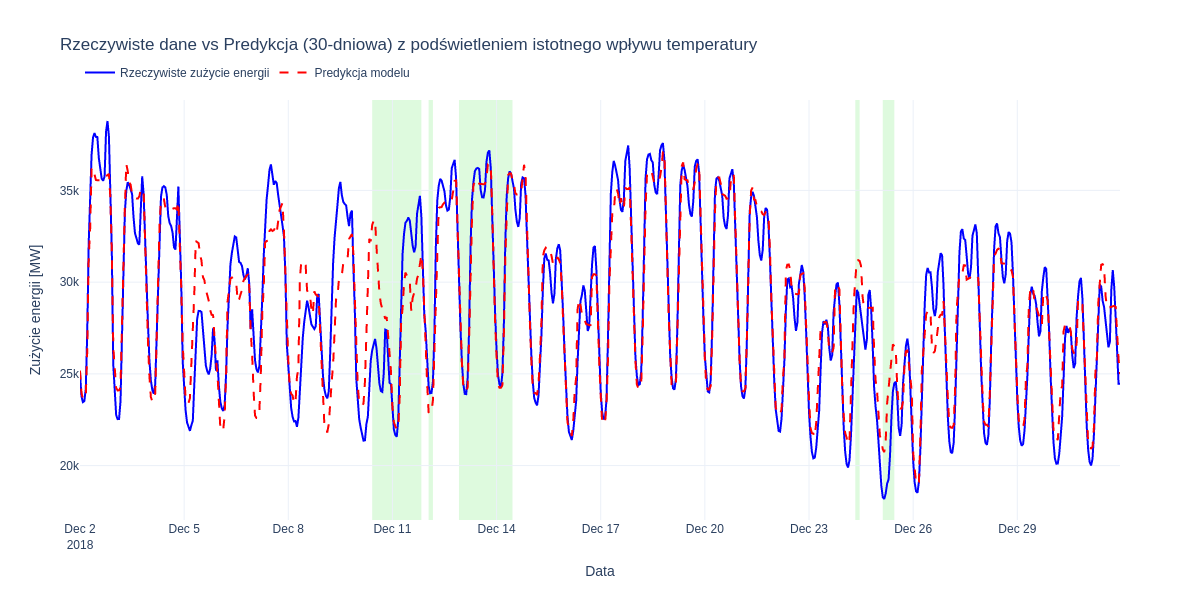 Rzeczywiste dane vs Predykcja (30-dniowa) z podświetleniem istotnego wpływu temperatury
Rzeczywiste zużycie energii Predykcja modelu
Zużycie energii [MW]
35k
30k
25k
20k
Dec 2 Dec 5 Dec 8 Dec 11 Dec 14 Dec 17 Dec 20 Dec 23 Dec 26 Dec 29
2018
Data